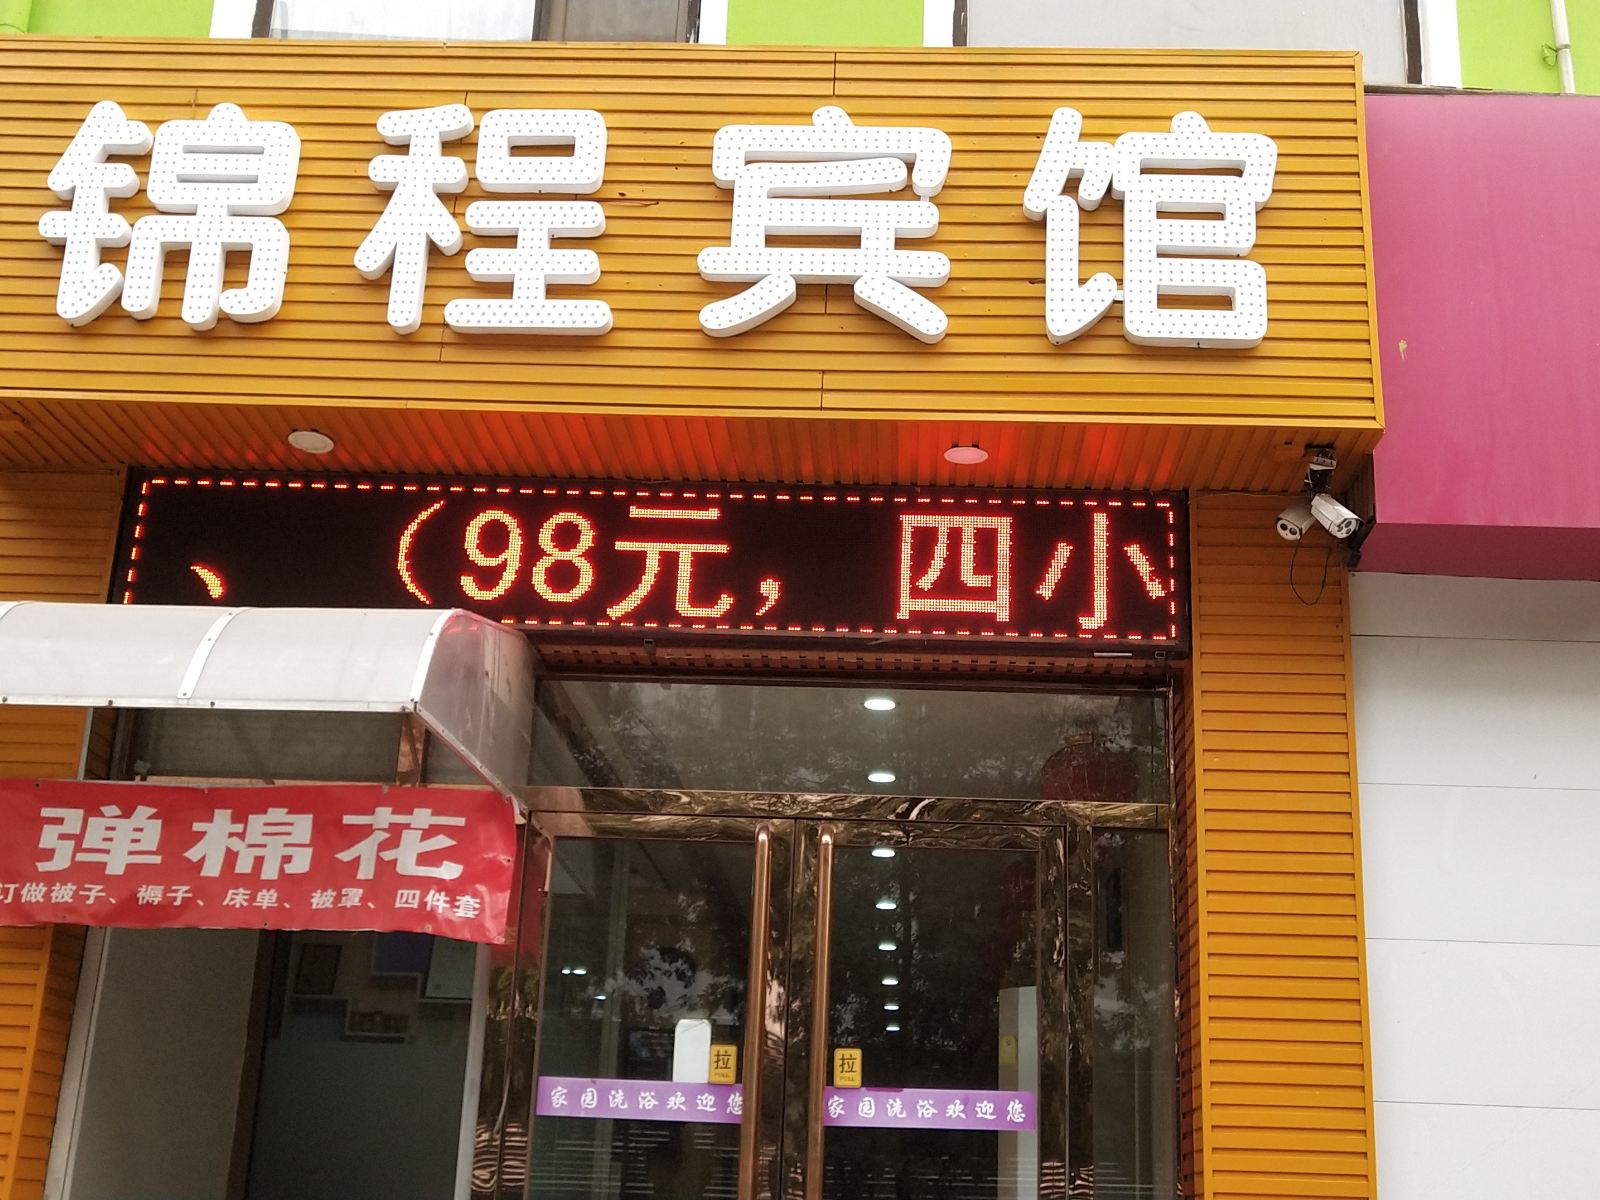 锦程宾馆
、（98元，四小
弹棉花
订做被子、褥子、床单、被罩、四件套
拉
PULL
拉
PULL
家园洗浴欢迎您
家园洗浴欢迎您